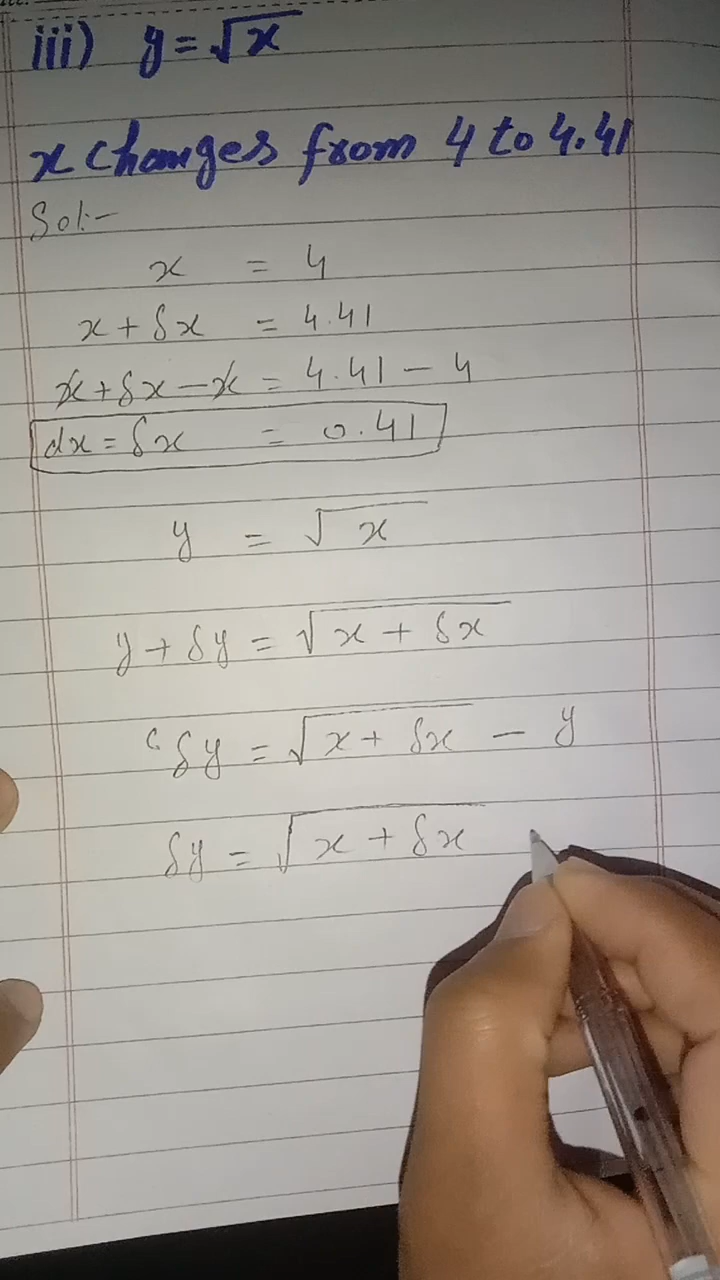 iii) y = √x
x changes from 4 to 4.41
Sol:-
x = 4
x + δx = 4.41
x + δx - x = 4.41 - 4
dx = δx = 0.41
y = √x
y + δy = √x + δx
δy = √x + δx - y
δy = √x + δx